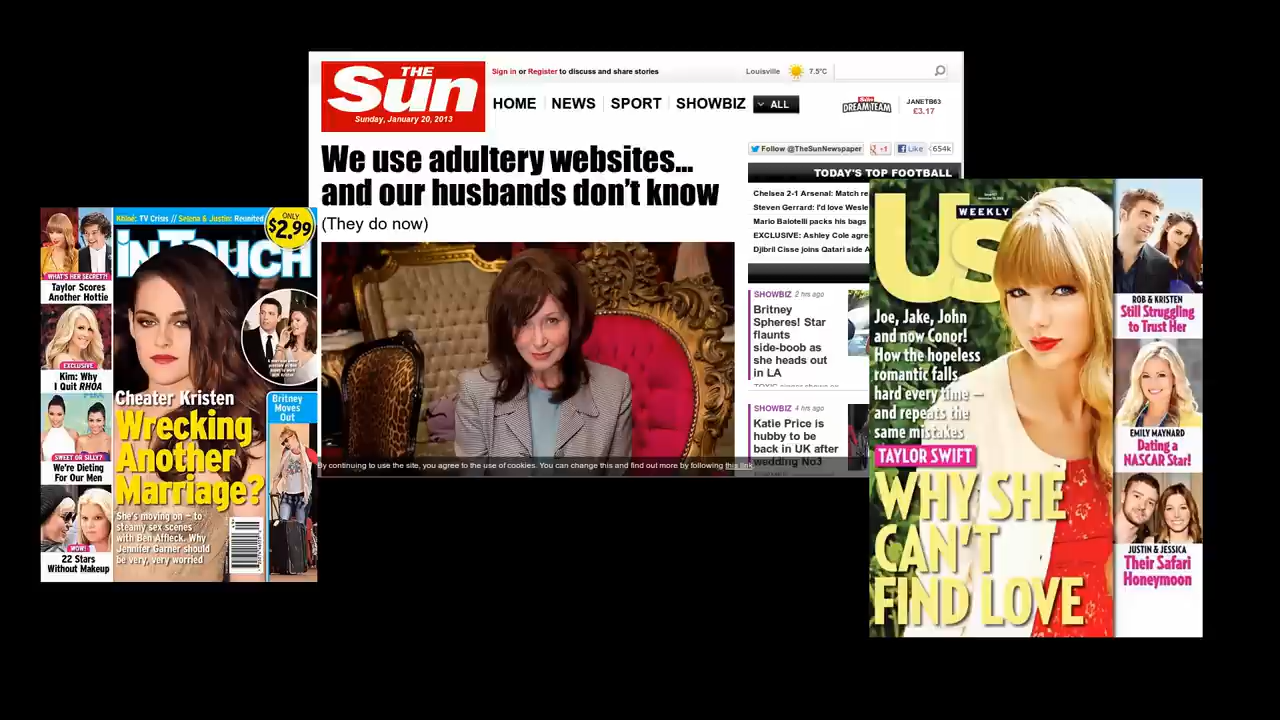 THE
Sun
Sunday, January 20, 2013
Sign in or Register to discuss and share stories
Louisville
7.5°C
HOME
NEWS
SPORT
SHOWBIZ
ALL
DREAM TEAM
JANETB63
£3.17
We use adultery websites...
and our husbands don't know
(They do now)
Follow @TheSunNewspaper
+1
Like
654k
TODAY'S TOP FOOTBALL
Chelsea 2-1 Arsenal: Match re
Steven Gerrard: I'd love Wesle
Mario Balotelli packs his bags
EXCLUSIVE: Ashley Cole agre
Djibril Cisse joins Qatari side A
SHOWBIZ 2 hrs ago
Britney
Spheres! Star
flaunts
side-boob as
she heads out
in LA
SHOWBIZ 4 hrs ago
Katie Price is
hubby to be
back in UK after
wedding No3
By continuing to use the site, you agree to the use of cookies. You can change this and find out more by following this link
Khloé: TV Crisis // Selena & Justin: Reunited
ONLY
$2.99
INTOUCH
WHAT'S HER SECRET?!
Taylor Scores
Another Hottie
EXCLUSIVE
Kim: Why
I Quit RHOA
SWEET OR SILLY?
We're Dieting
For Our Men
WOW!
22 Stars
Without Makeup
Cheater Kristen
Wrecking
Another
Marriage?
She's moving on – to
steamy sex scenes
with Ben Affleck. Why
Jennifer Garner should
be very, very worried
Britney
Moves
Out
Us
WEEKLY
Joe, Jake, John
and now Conor!
How the hopeless
romantic falls
hard every time –
and repeats the
same mistakes
TAYLOR SWIFT
WHY SHE
CAN'T
FIND LOVE
ROB & KRISTEN
Still Struggling
to Trust Her
EMILY MAYNARD
Dating a
NASCAR Star!
JUSTIN & JESSICA
Their Safari
Honeymoon